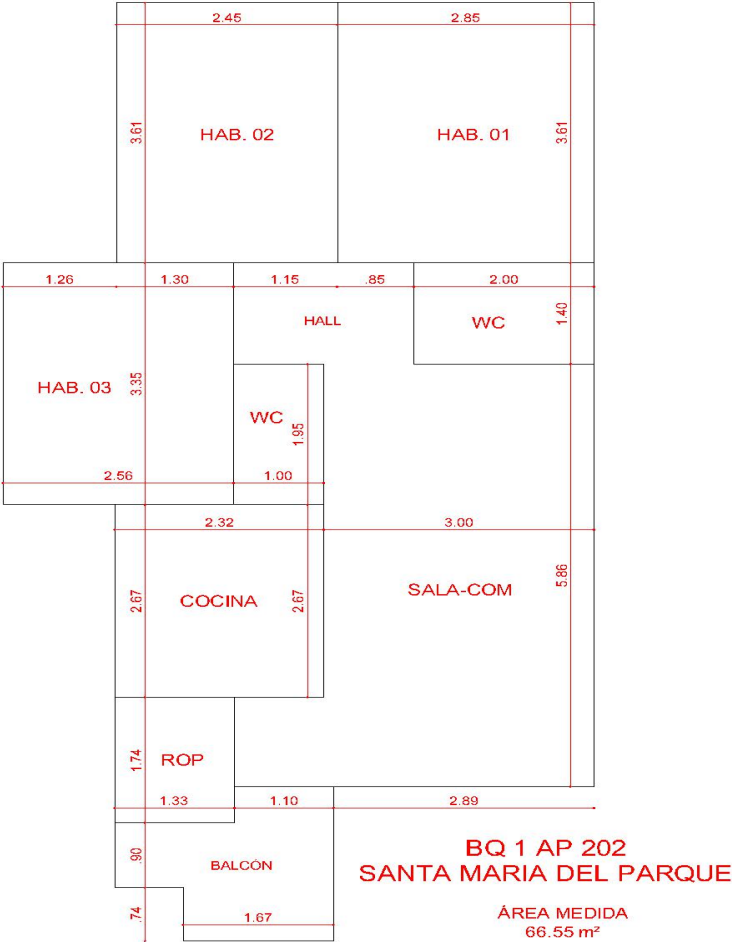 2.45 2.85
3.61 HAB. 02 HAB. 01 3.61
1.26 1.30 1.15 .85 2.00
HALL WC 1.40
HAB. 03 3.35
WC 1.95
2.56 1.00
2.32 3.00
2.67 COCINA 2.67 SALA-COM 5.86
1.74 ROP
1.33 1.10 2.89
.90 BALCÓN
.74 1.67
BQ 1 AP 202
SANTA MARIA DEL PARQUE
ÁREA MEDIDA
66.55 m²